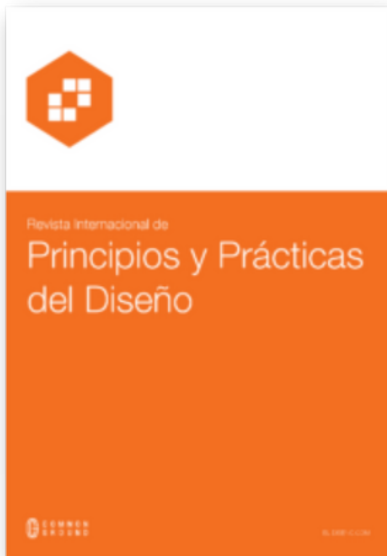 Revista Internacional de
Principios y Prácticas
del Diseño
COMMON
GROUND